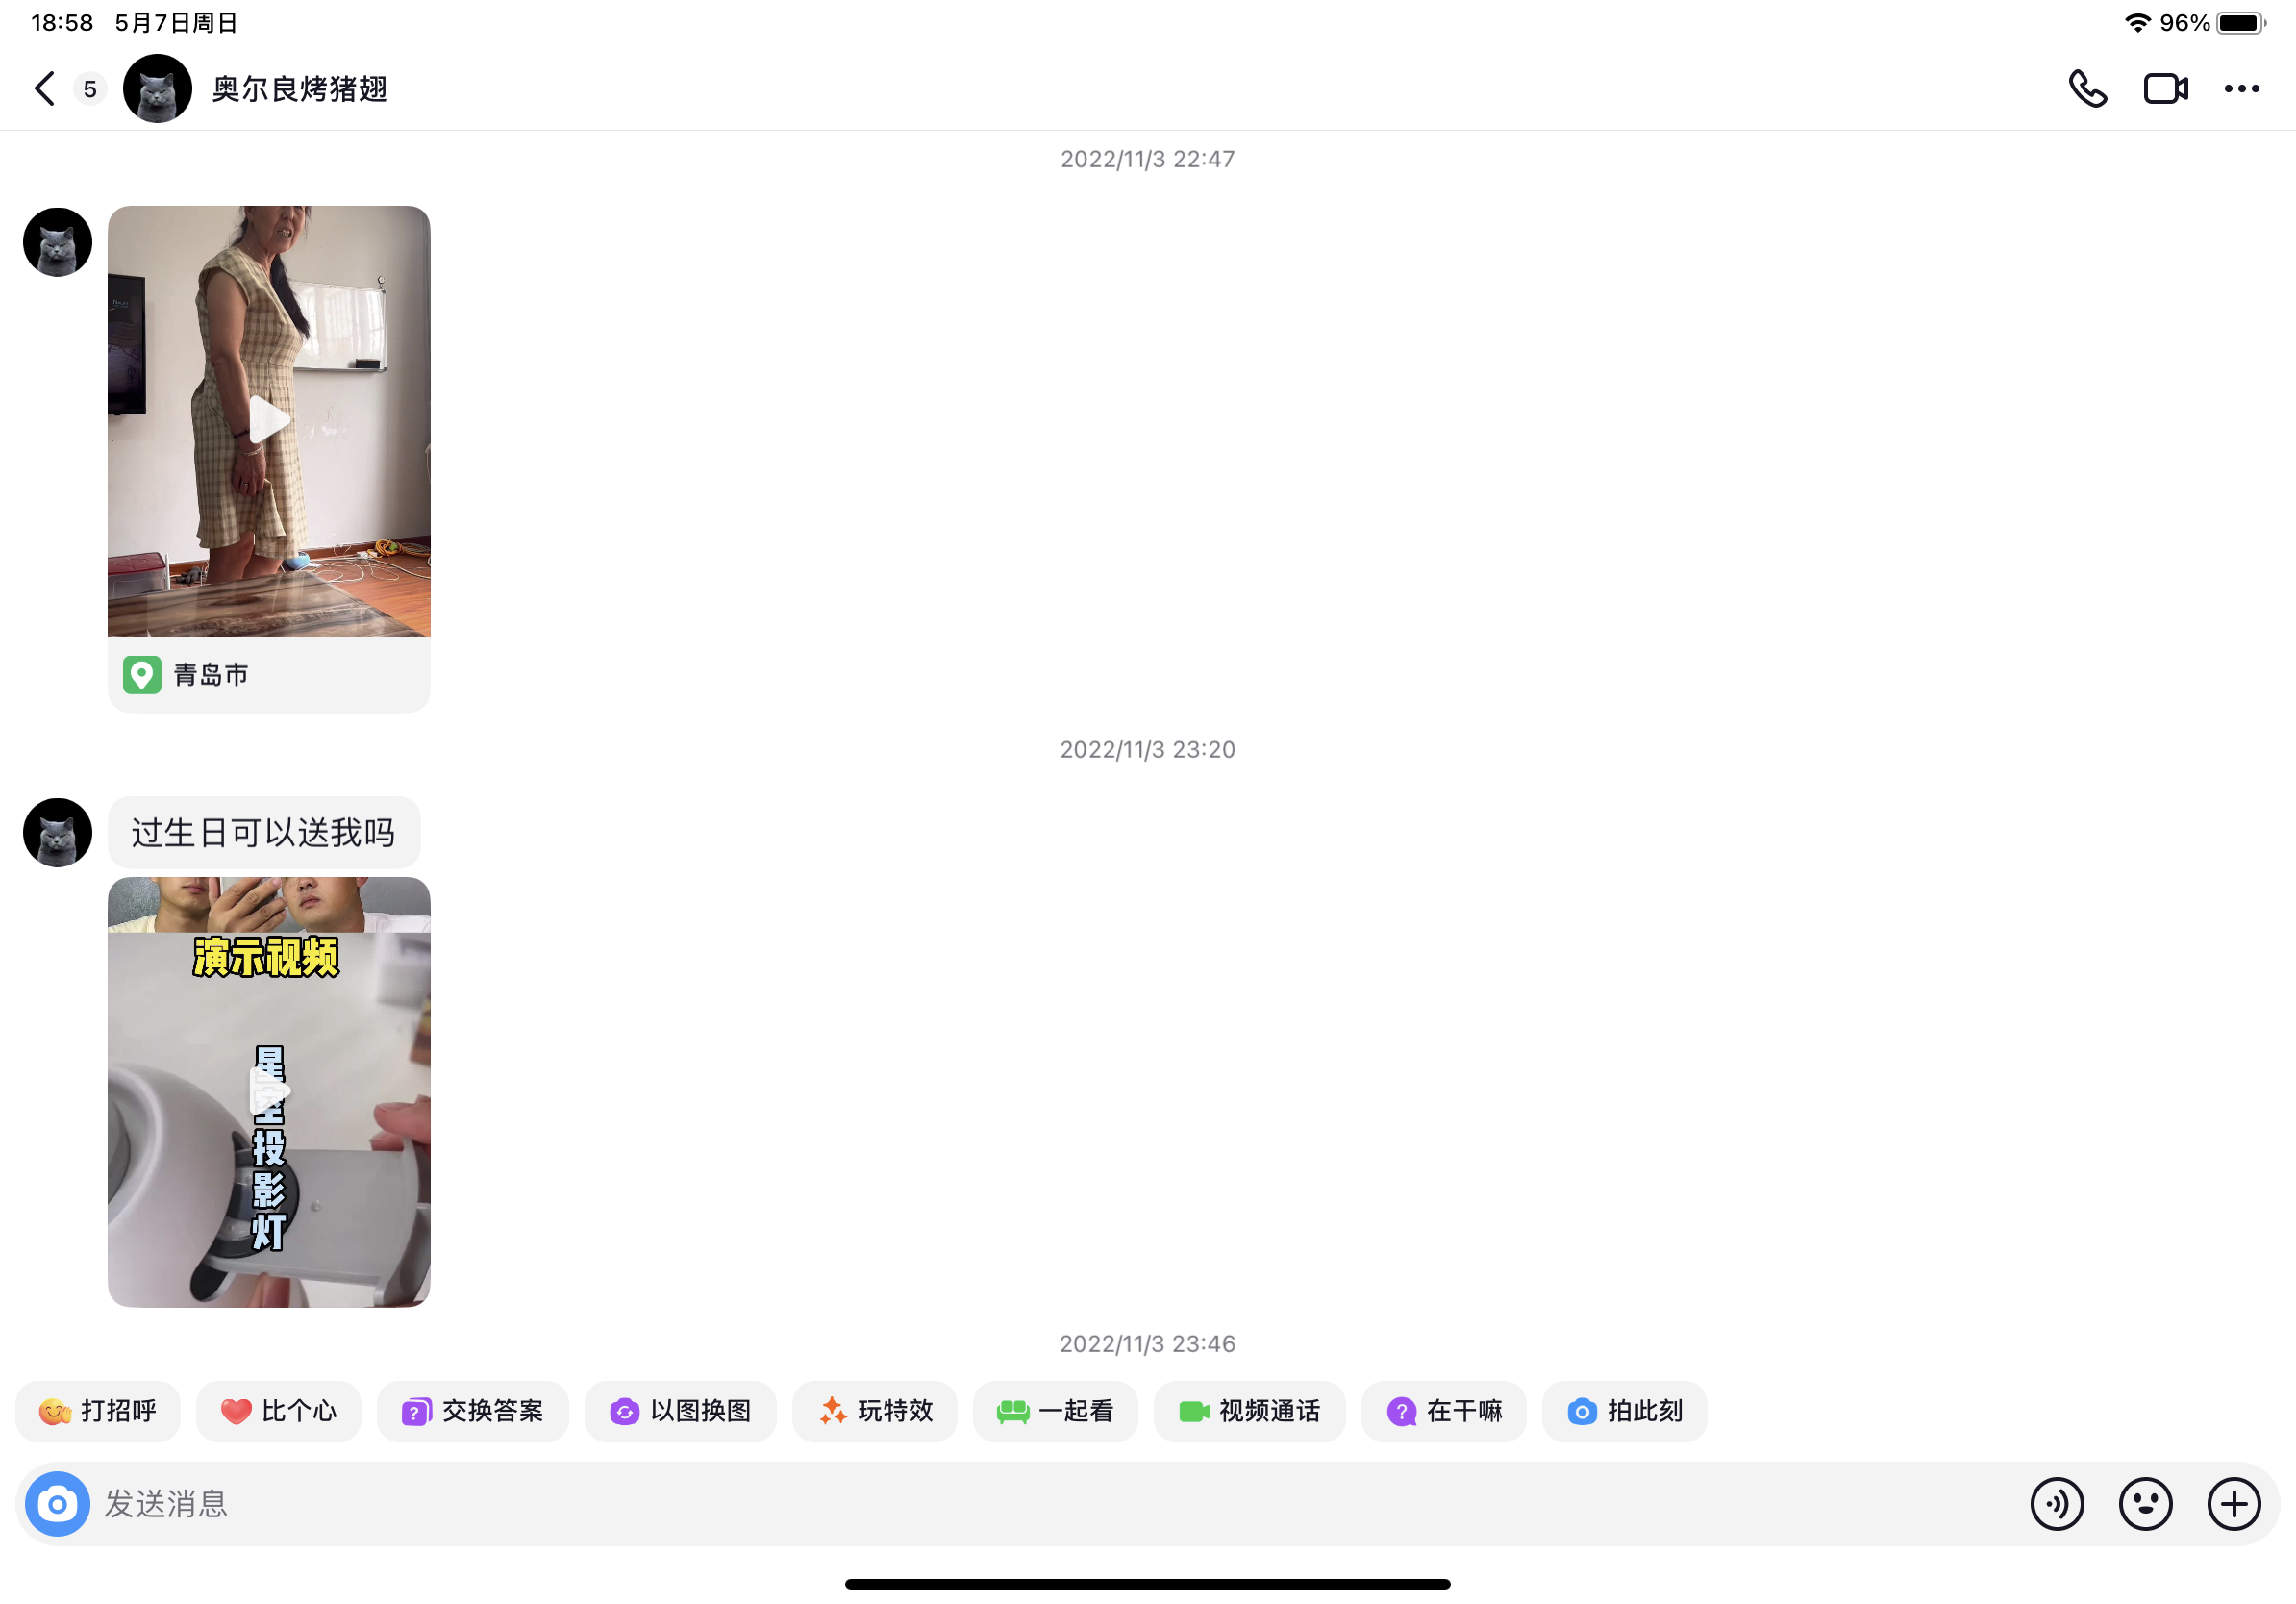 18:58 5月7日周日
96%
5
奥尔良烤猪翅
2022/11/3 22:47
青岛市
2022/11/3 23:20
过生日可以送我吗
演示视频
星空投影灯
2022/11/3 23:46
打招呼
比个心
交换答案
以图换图
玩特效
一起看
视频通话
在干嘛
拍此刻
发送消息